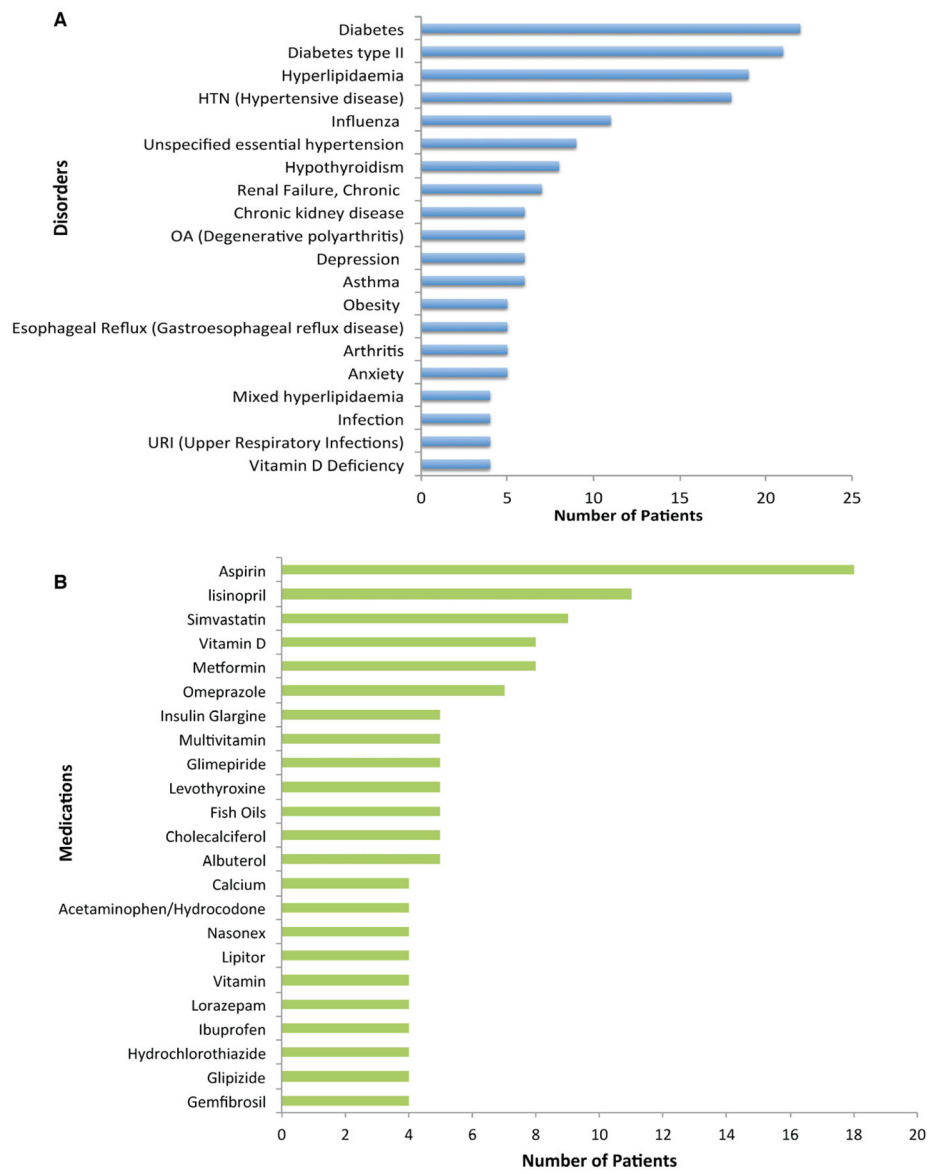 A
Diabetes
Diabetes type II
Hyperlipidaemia
HTN (Hypertensive disease)
Influenza
Unspecified essential hypertension
Hypothyroidism
Renal Failure, Chronic
Chronic kidney disease
OA (Degenerative polyarthritis)
Depression
Asthma
Obesity
Esophageal Reflux (Gastroesophageal reflux disease)
Arthritis
Anxiety
Mixed hyperlipidaemia
Infection
URI (Upper Respiratory Infections)
Vitamin D Deficiency
Disorders
0 5 10 15 20 25
Number of Patients
B
Aspirin
lisinopril
Simvastatin
Vitamin D
Metformin
Omeprazole
Insulin Glargine
Multivitamin
Glimepiride
Levothyroxine
Fish Oils
Cholecalciferol
Albuterol
Calcium
Acetaminophen/Hydrocodone
Nasonex
Lipitor
Vitamin
Lorazepam
Ibuprofen
Hydrochlorothiazide
Glipizide
Gemfibrosil
Medications
0 2 4 6 8 10 12 14 16 18 20
Number of Patients